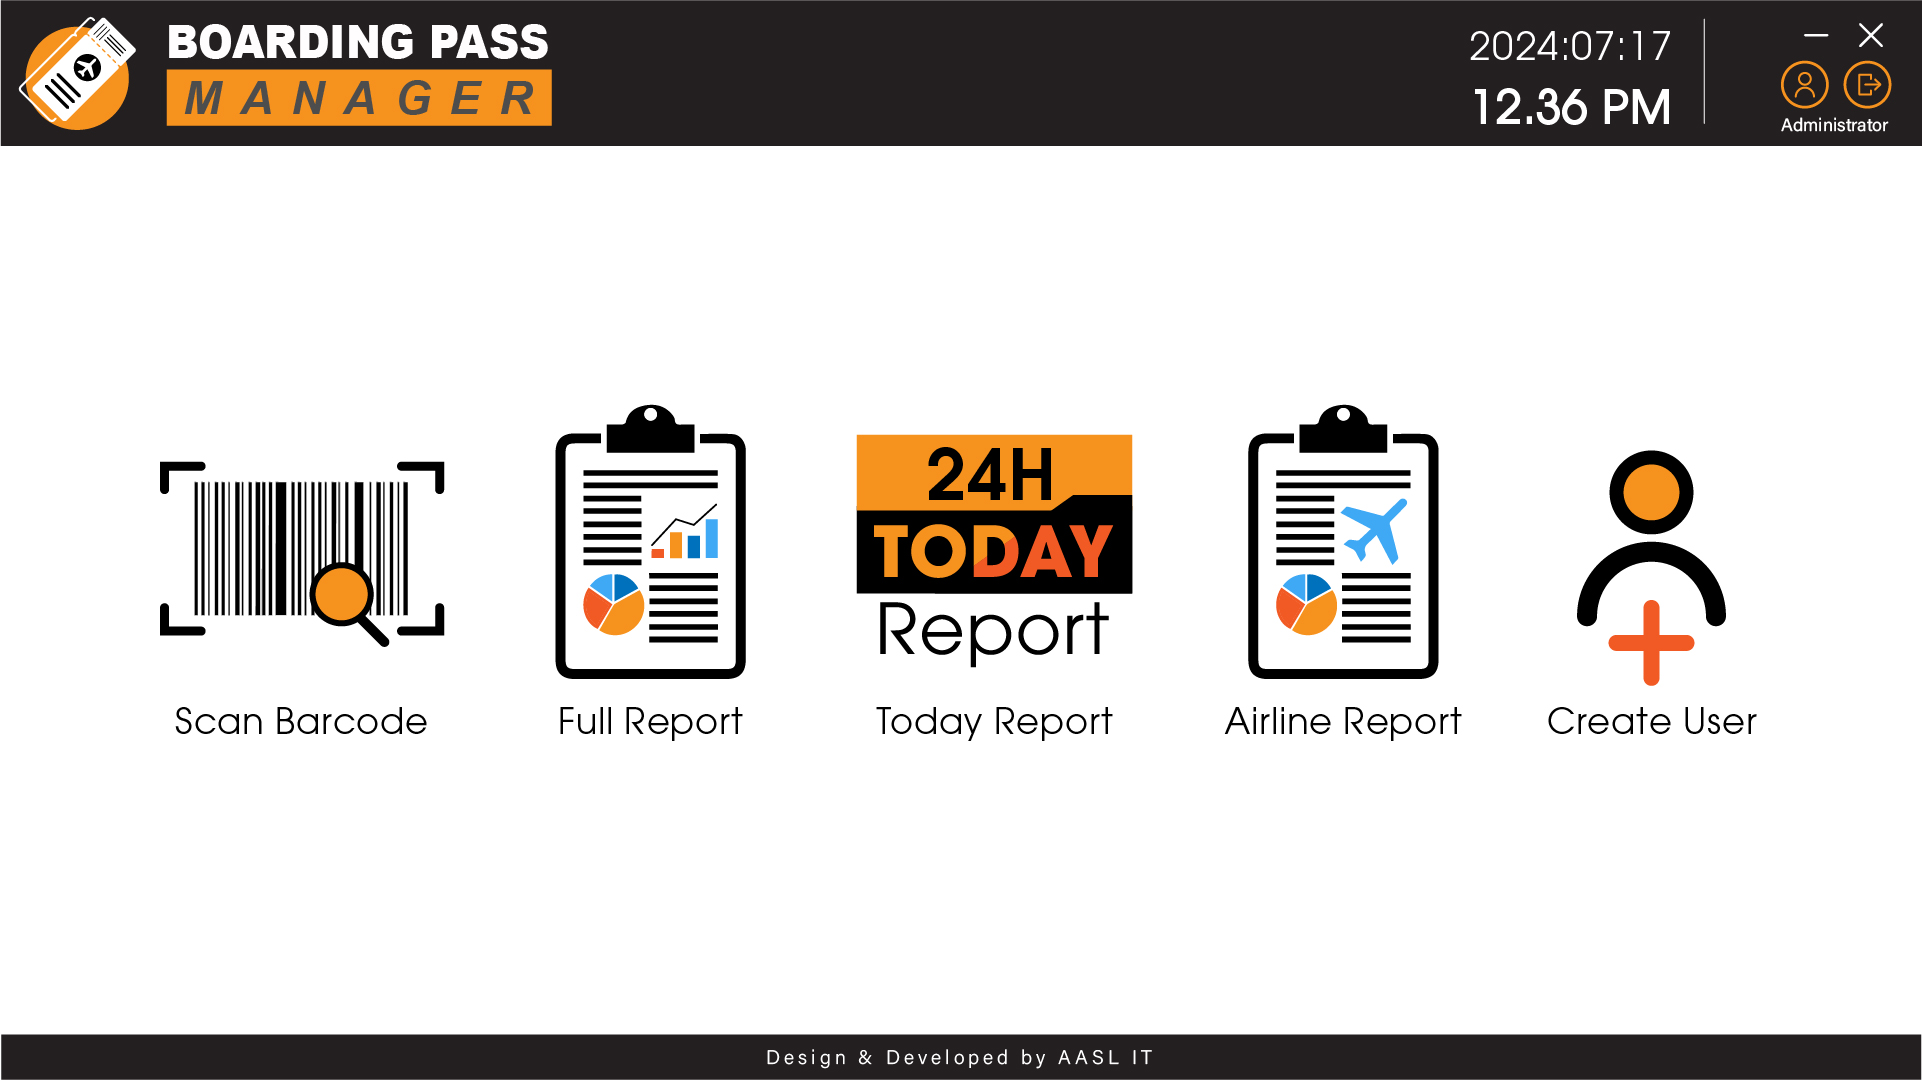 BOARDING PASS
MANAGER
2024:07:17
12.36 PM
Administrator
24H
TODAY
Report
Scan Barcode
Full Report
Today Report
Airline Report
Create User
Design & Developed by AASL IT